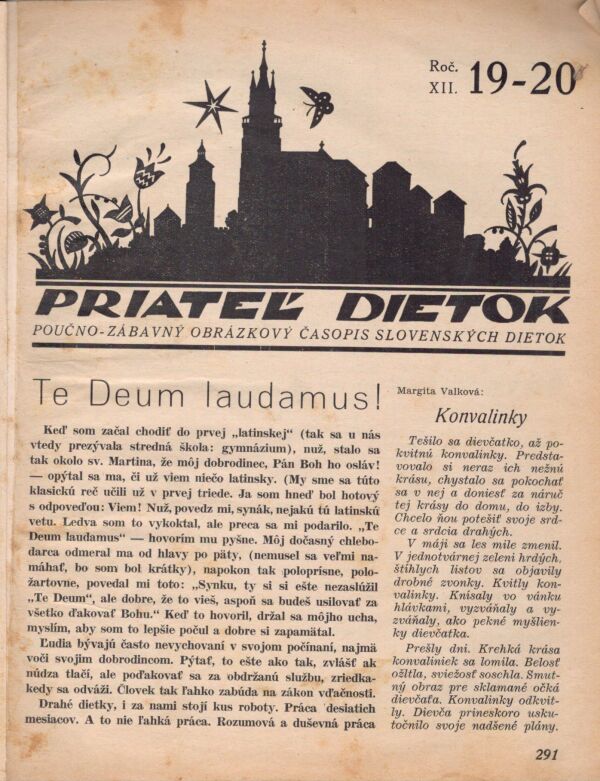 Roč.
XII.
19-20
PRIATEĽ DIETOK
POUČNO-ZÁBAVNÝ OBRÁZKOVÝ ČASOPIS SLOVENSKÝCH DIETOK
Te Deum laudamus!
Keď som začal chodiť do prvej „latinskej" (tak sa u nás
vtedy prezývala stredná škola: gymnázium), nuž, stalo sa
tak okolo sv. Martina, že môj dobrodinec, Pán Boh ho osláv!
— opýtal sa ma, či už viem niečo latinsky. (My sme sa túto
klasickú reč učili už v prvej triede. Ja som hneď bol hotový
s odpoveďou: Viem! Nuž, povedz mi, synák, nejakú tú latinskú
vetu. Ledva som to vykoktal, ale preca sa mi podarilo. „Te
Deum laudamus" — hovorím mu pyšne. Môj dočasný chlebo-
darca odmeral ma od hlavy po päty, (nemusel sa veľmi na-
máhať, bo som bol krátky), napokon tak poloprisne, polo-
žartovne, povedal mi toto: „Synku, ty si si ešte nezaslúžil
„Te Deum", ale dobre, že to vieš, aspoň sa budeš usilovať za
všetko ďakovať Bohu." Keď to hovoril, držal sa môjho ucha,
myslím, aby som to lepšie počul a dobre si zapamätal.
Ľudia bývajú často nevychovaní v svojom počínaní, najmä
voči svojim dobrodincom. Pýtať, to ešte ako tak, zvlášť ak
núdza tlačí, ale poďakovať sa za obdržanú službu, zriedka-
kedy sa odváži. Človek tak ľahko zabúda na zákon vďačnosti.
Drahé dietky, i za nami stojí kus roboty. Práca desiatich
mesiacov. A to nie ľahká práca. Rozumová a duševná práca
Margita Valková:
Konvalinky
Tešilo sa dievčatko, až po-
kvitnú konvalinky. Predsta-
vovalo si neraz ich nežnú
krásu, chystalo sa pokochať
sa v nej a doniesť za náruč
tej krásy do domu, do izby.
Chcelo ňou potešiť svoje srd-
ce a srdcia drahých.
V máji sa les mile zmenil.
V jednotvárnej zeleni hrdých,
štíhlych listov sa objavily
drobné zvonky. Kvitly kon-
valinky. Knísaly vo vánku
hlávkami, vyzváňaly a vy-
zváňaly, ako pekné myšlien-
ky dievčatka.
Prešly dni. Krehká krása
konvaliniek sa lomila. Belosť
ožltla, sviežosť soschla. Smut-
ný obraz pre sklamané očká
dievčaťa. Konvalinky odkvit-
ly. Dievča prineskoro usku-
točnilo svoje nadšené plány.
291